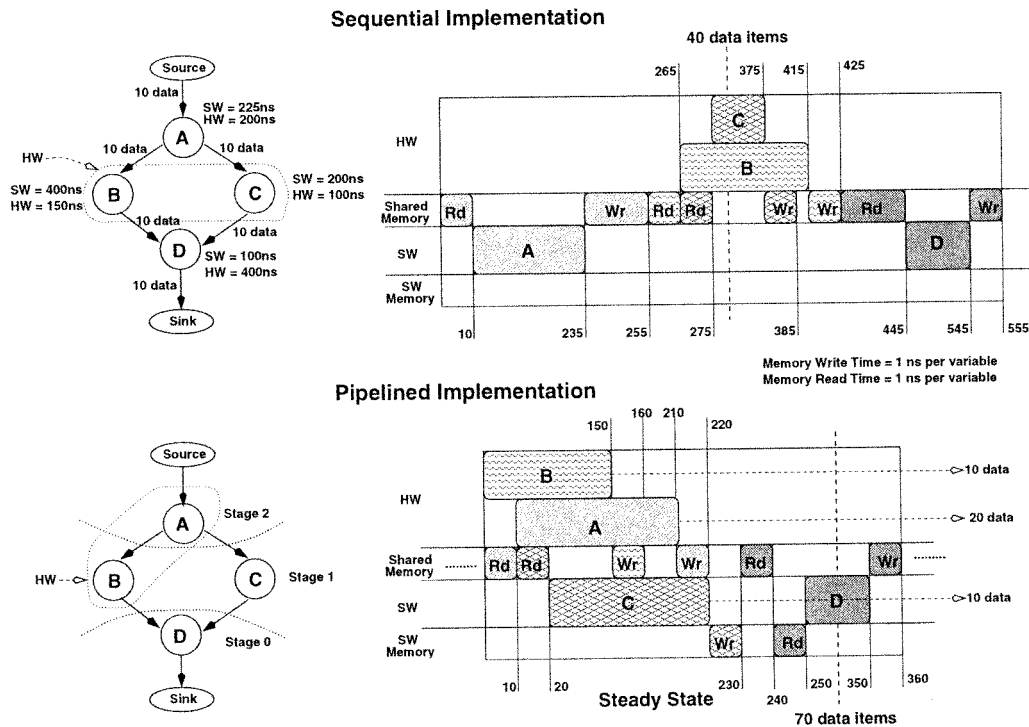 Sequential Implementation
Source
10 data
SW = 225ns
HW = 200ns
A
HW
10 data
10 data
SW = 400ns
HW = 150ns
B
C
SW = 200ns
HW = 100ns
10 data
10 data
D
SW = 100ns
HW = 400ns
10 data
Sink
40 data items
265
375
415
425
HW
C
B
Shared
Memory
Rd
Wr
Rd
Rd
Wr
Wr
Rd
Wr
SW
A
D
SW
Memory
10
235
255
275
385
445
545
555
Memory Write Time = 1 ns per variable
Memory Read Time = 1 ns per variable
Pipelined Implementation
Source
A
Stage 2
HW
B
C
Stage 1
D
Stage 0
Sink
150
160
210
220
HW
B
10 data
A
20 data
Shared
Memory
Rd
Rd
Wr
Wr
Rd
Wr
SW
C
D
10 data
SW
Memory
Wr
Rd
10
20
Steady State
230
240
250
350
360
70 data items